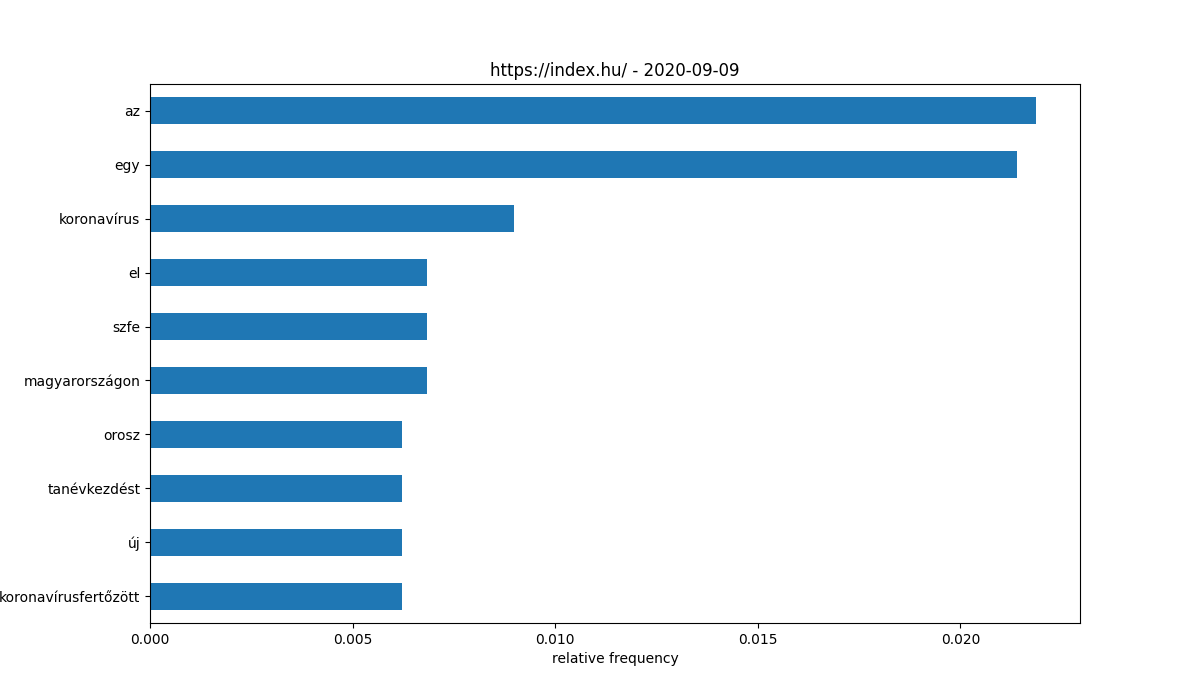 https://index.hu/ - 2020-09-09
az
egy
koronavírus
el
szfe
magyarországon
orosz
tanévkezdést
új
koronavírusfertőzött
0.000 0.005 0.010 0.015 0.020
relative frequency